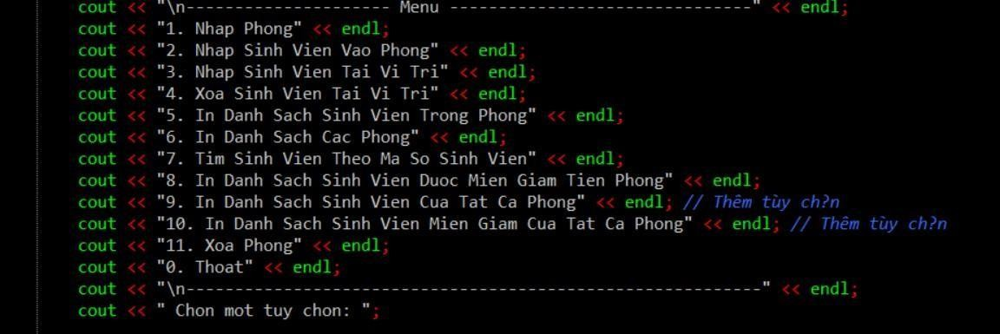 cout << "\n--------------------- Menu -------------------------------" << endl;
cout << "1. Nhap Phong" << endl;
cout << "2. Nhap Sinh Vien Vao Phong" << endl;
cout << "3. Nhap Sinh Vien Tai Vi Tri" << endl;
cout << "4. Xoa Sinh Vien Tai Vi Tri" << endl;
cout << "5. In Danh Sach Sinh Vien Trong Phong" << endl;
cout << "6. In Danh Sach Cac Phong" << endl;
cout << "7. Tim Sinh Vien Theo Ma So Sinh Vien" << endl;
cout << "8. In Danh Sach Sinh Vien Duoc Mien Giam Tien Phong" << endl;
cout << "9. In Danh Sach Sinh Vien Cua Tat Ca Phong" << endl; // Thêm tùy ch?n
cout << "10. In Danh Sach Sinh Vien Mien Giam Cua Tat Ca Phong" << endl; // Thêm tùy ch?n
cout << "11. Xoa Phong" << endl;
cout << "0. Thoat" << endl;
cout << "\n-----------------------------------------------------------" << endl;
cout << " Chon mot tuy chon: ";